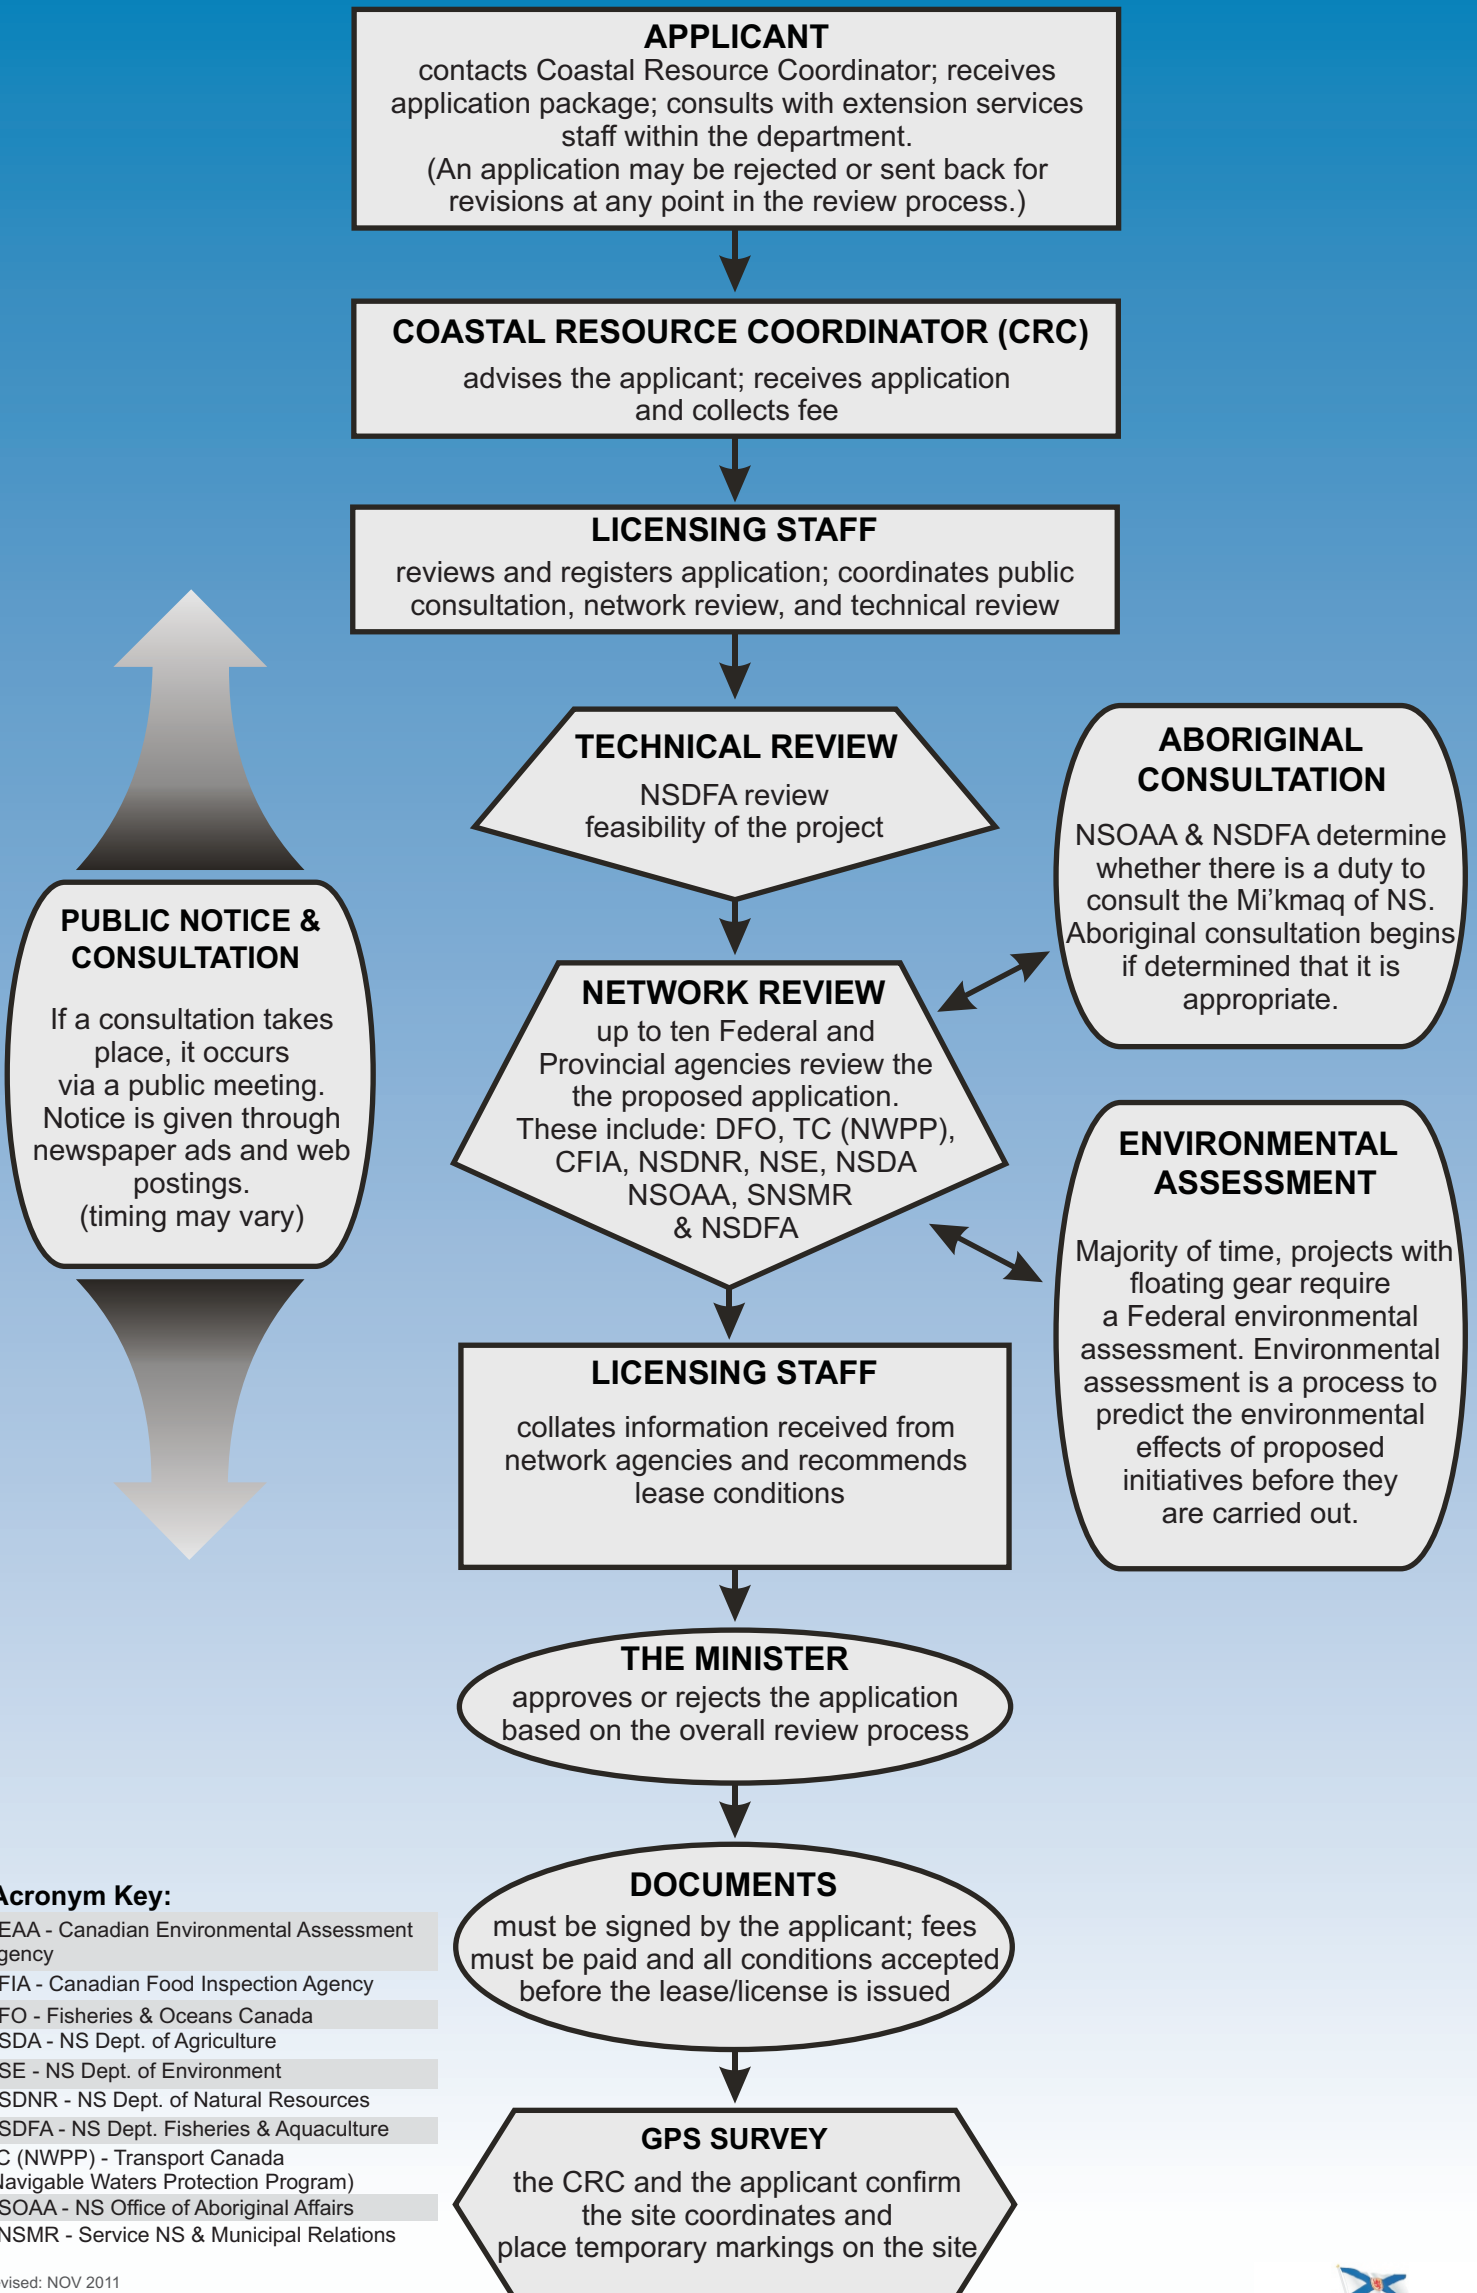 APPLICANT
contacts Coastal Resource Coordinator; receives
application package; consults with extension services
staff within the department.
(An application may be rejected or sent back for
revisions at any point in the review process.)
COASTAL RESOURCE COORDINATOR (CRC)
advises the applicant; receives application
and collects fee
LICENSING STAFF
reviews and registers application; coordinates public
consultation, network review, and technical review
TECHNICAL REVIEW
NSDFA review
feasibility of the project
ABORIGINAL
CONSULTATION
NSOAA & NSDFA determine
whether there is a duty to
consult the Mi'kmaq of NS.
Aboriginal consultation begins
if determined that it is
appropriate.
PUBLIC NOTICE &
CONSULTATION
If a consultation takes
place, it occurs
via a public meeting.
Notice is given through
newspaper ads and web
postings.
(timing may vary)
NETWORK REVIEW
up to ten Federal and
Provincial agencies review the
the proposed application.
These include: DFO, TC (NWPP),
CFIA, NSDNR, NSE, NSDA
NSOAA, SNSMR
& NSDFA
ENVIRONMENTAL
ASSESSMENT
Majority of time, projects with
floating gear require
a Federal environmental
assessment. Environmental
assessment is a process to
predict the environmental
effects of proposed
initiatives before they
are carried out.
LICENSING STAFF
collates information received from
network agencies and recommends
lease conditions
THE MINISTER
approves or rejects the application
based on the overall review process
DOCUMENTS
must be signed by the applicant; fees
must be paid and all conditions accepted
before the lease/license is issued
GPS SURVEY
the CRC and the applicant confirm
the site coordinates and
place temporary markings on the site
Acronym Key:
EAA - Canadian Environmental Assessment
gency
FIA - Canadian Food Inspection Agency
FO - Fisheries & Oceans Canada
SDA - NS Dept. of Agriculture
SE - NS Dept. of Environment
SDNR - NS Dept. of Natural Resources
SDFA - NS Dept. Fisheries & Aquaculture
C (NWPP) - Transport Canada
Navigable Waters Protection Program)
SOAA - NS Office of Aboriginal Affairs
NSMR - Service NS & Municipal Relations
vised: NOV 2011